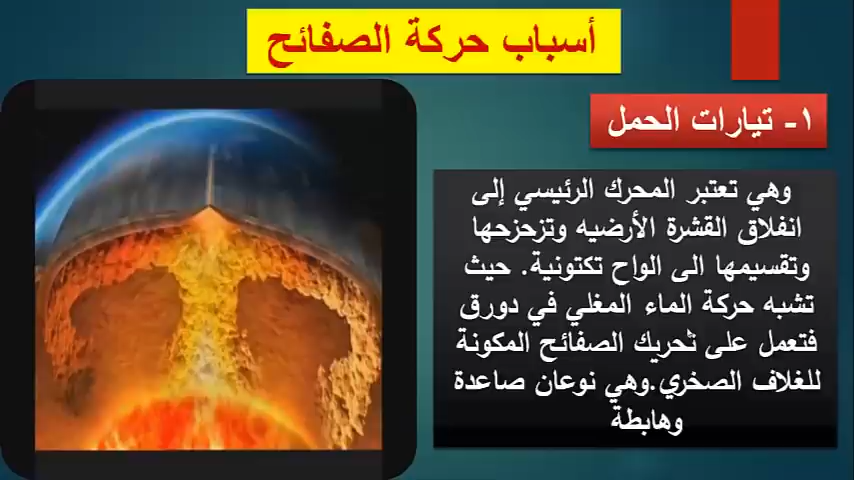 أسباب حركة الصفائح
١- تيارات الحمل
وهي تعتبر المحرك الرئيسي إلى
انفلاق القشرة الأرضيه وتزحزحها
وتقسيمها الى الواح تكتونية. حيث
تشبه حركة الماء المغلي في دورق
فتعمل على تحريك الصفائح المكونة
للغلاف الصخري.وهي نوعان صاعدة
وهابطة